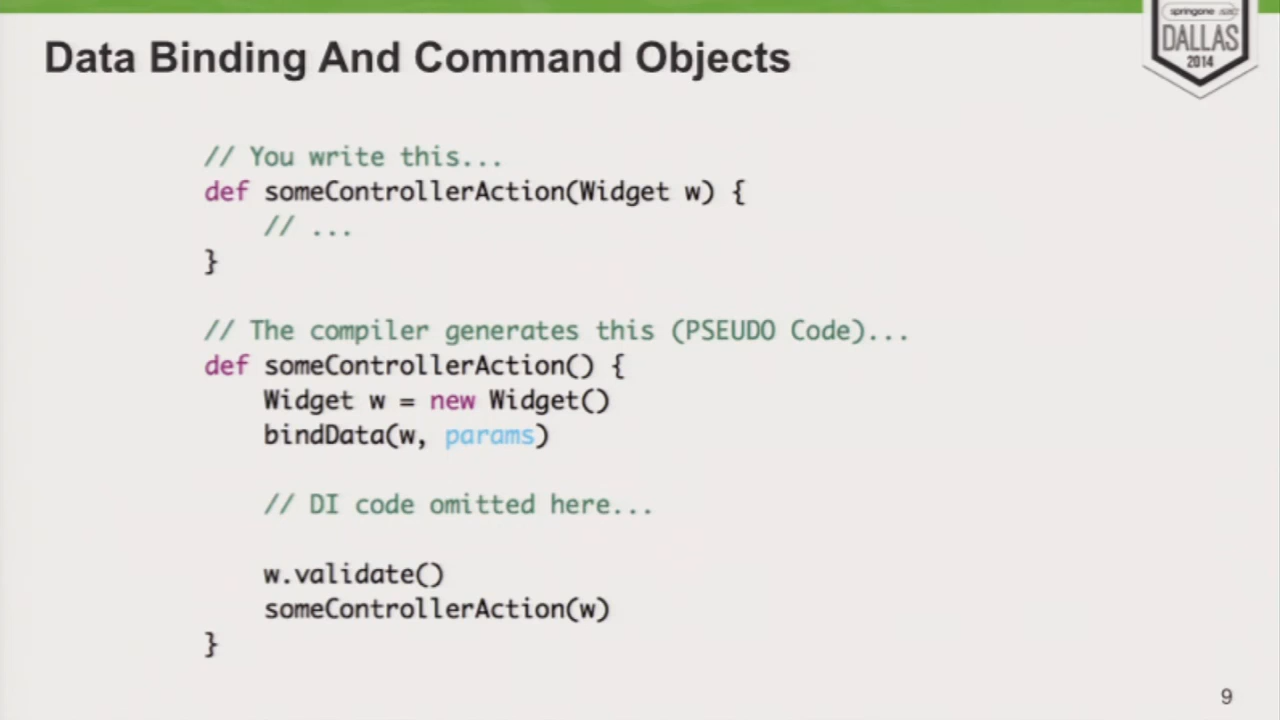 Data Binding And Command Objects
springone
DALLAS
2014
// You write this...
def someControllerAction(Widget w) {
    // ...
}
// The compiler generates this (PSEUDO Code)...
def someControllerAction() {
    Widget w = new Widget()
    bindData(w, params)
    // DI code omitted here...
    w.validate()
    someControllerAction(w)
}
9